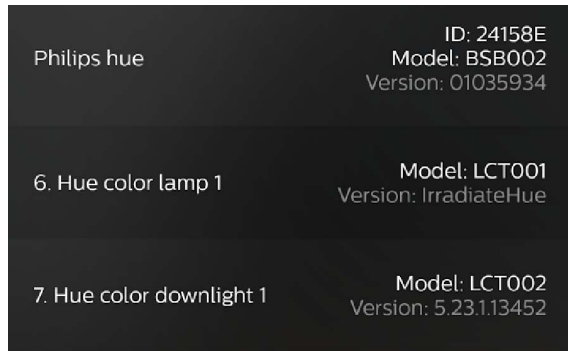 Philips hue
ID: 24158E
Model: BSB002
Version: 01035934
6. Hue color lamp 1
Model: LCT001
Version: IrradiateHue
7. Hue color downlight 1
Model: LCT002
Version: 5.23.1.13452